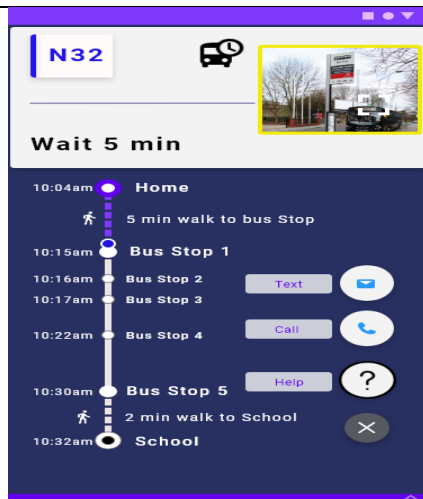 N32
Wait 5 min
10:04am Home
5 min walk to bus Stop
10:15am Bus Stop 1
10:16am Bus Stop 2
Text
10:17am Bus Stop 3
10:22am Bus Stop 4
Call
10:30am Bus Stop 5
Help
?
2 min walk to School
10:32am School